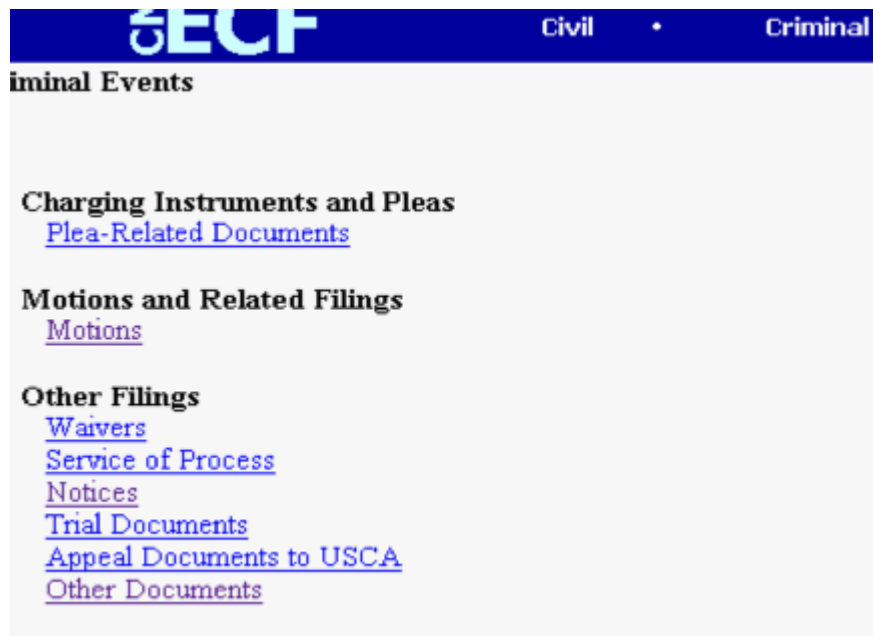 CM ECF Civil • Criminal
iminal Events
Charging Instruments and Pleas
Plea-Related Documents
Motions and Related Filings
Motions
Other Filings
Waivers
Service of Process
Notices
Trial Documents
Appeal Documents to USCA
Other Documents